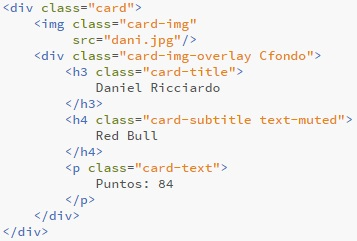 <div class="card">
    <img class="card-img"
         src="dani.jpg"/>
    <div class="card-img-overlay Cfondo">
        <h3 class="card-title">
            Daniel Ricciardo
        </h3>
        <h4 class="card-subtitle text-muted">
            Red Bull
        </h4>
        <p class="card-text">
            Puntos: 84
        </p>
    </div>
</div>